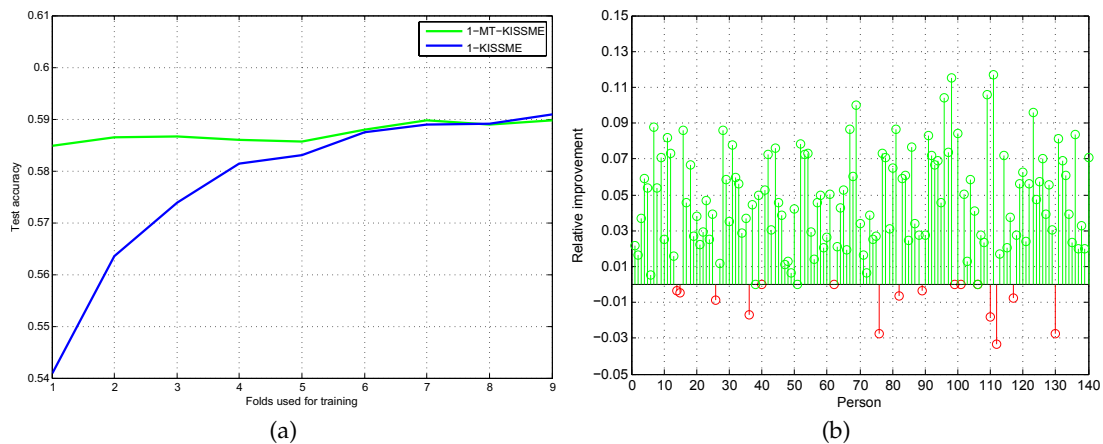 0.61
0.6
0.59
0.58
0.57
0.56
0.55
0.54
1 2 3 4 5 6 7 8 9
Test accuracy
Folds used for training
1−MT−KISSME
1−KISSME
(a)
0.15
0.13
0.11
0.09
0.07
0.05
0.03
0.01
−0.01
−0.03
−0.05
0 10 20 30 40 50 60 70 80 90 100 110 120 130 140
Relative improvement
Person
(b)